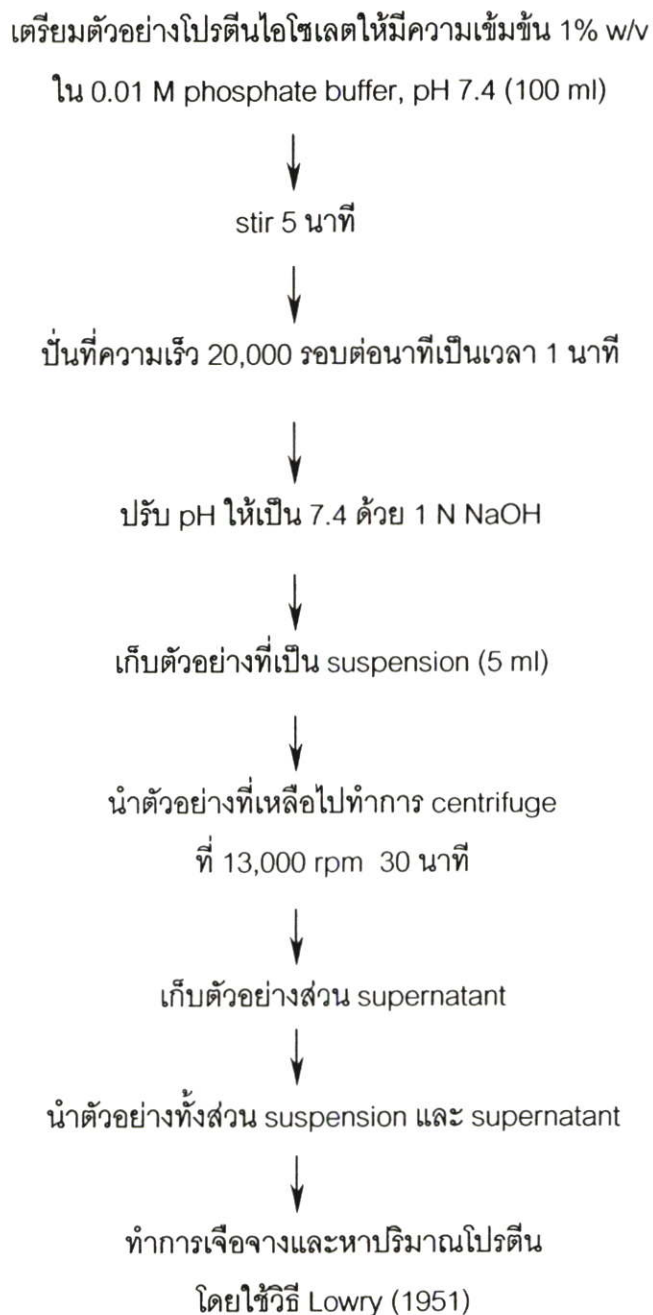 เตรียมตัวอย่างโปรตีนไอโซเลตให้มีความเข้มข้น 1% w/v
ใน 0.01 M phosphate buffer, pH 7.4 (100 ml)
stir 5 นาที
ปั่นที่ความเร็ว 20,000 รอบต่อนาทีเป็นเวลา 1 นาที
ปรับ pH ให้เป็น 7.4 ด้วย 1 N NaOH
เก็บตัวอย่างที่เป็น suspension (5 ml)
นำตัวอย่างที่เหลือไปทำการ centrifuge
ที่ 13,000 rpm 30 นาที
เก็บตัวอย่างส่วน supernatant
นำตัวอย่างทั้งส่วน suspension และ supernatant
ทำการเจือจางและหาปริมาณโปรตีน
โดยใช้วิธี Lowry (1951)